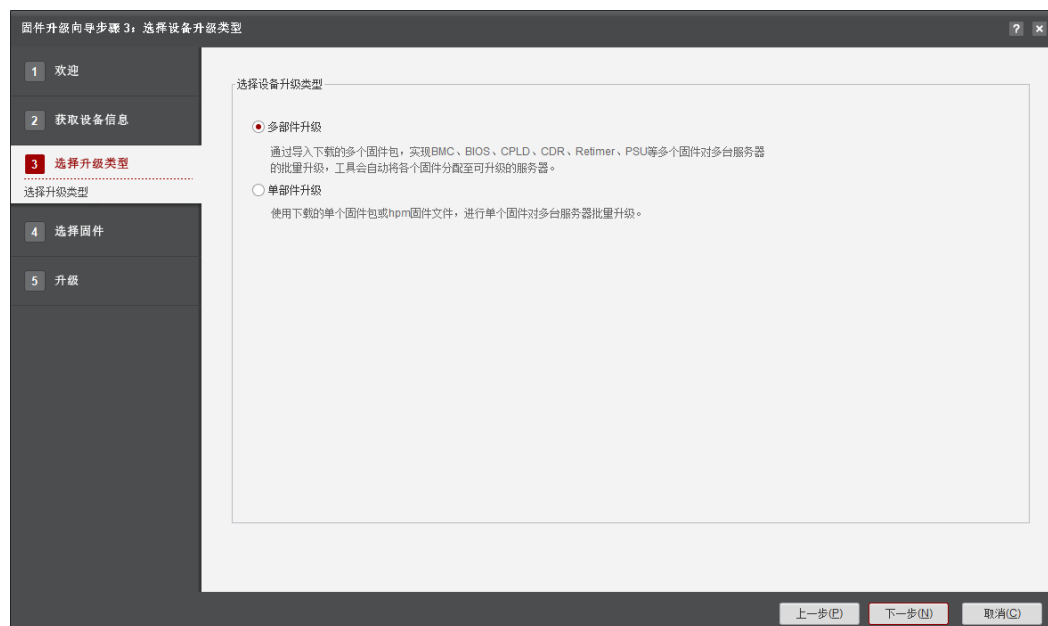 固件升级向导步骤 3：选择设备升级类型
? ×
1 欢迎
2 获取设备信息
3 选择升级类型
选择升级类型
4 选择固件
5 升级
选择设备升级类型
多部件升级
通过导入下载的多个固件包，实现BMC、BIOS、CPLD、CDR、Retimer、PSU等多个固件对多台服务器
的批量升级，工具会自动将各个固件分配至可升级的服务器。
单部件升级
使用下载的单个固件包或hpm固件文件，进行单个固件对多台服务器批量升级。
上一步(P) 下一步(N) 取消(C)